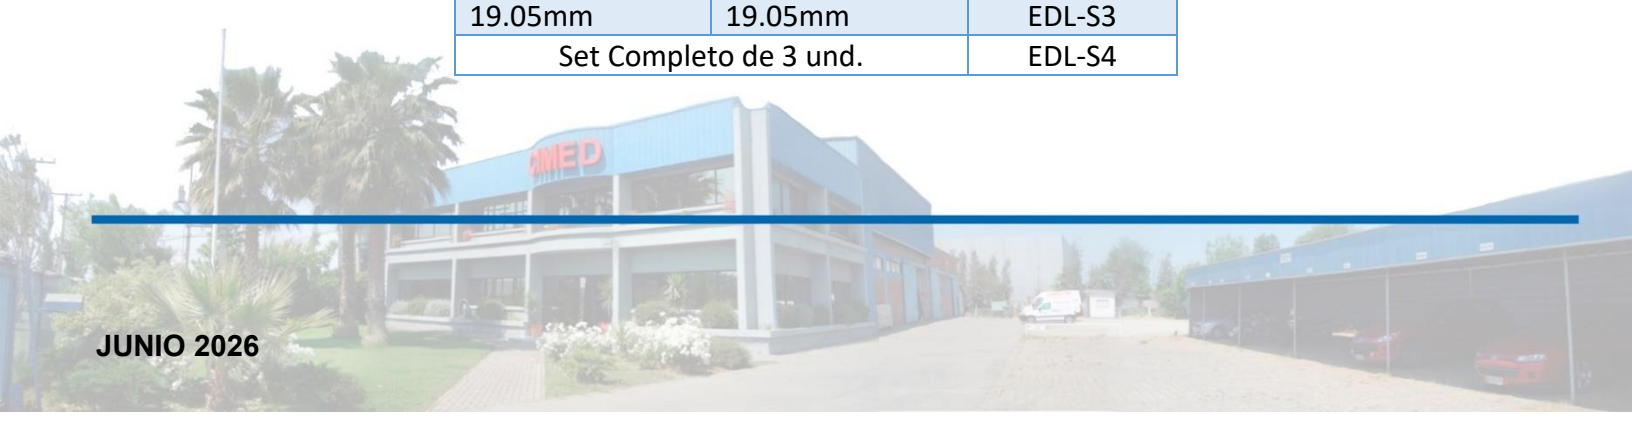 19.05mm 19.05mm EDL-S3
Set Completo de 3 und. EDL-S4
CIMED
JUNIO 2026